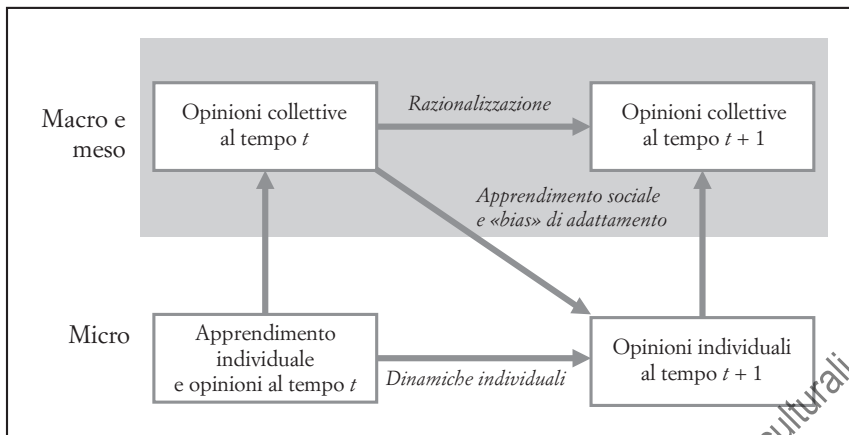 Opinioni collettive
al tempo t
Razionalizzazione
Opinioni collettive
al tempo t + 1
Macro e
meso
Apprendimento sociale
e «bias» di adattamento
Micro
Apprendimento
individuale
e opinioni al tempo t
Dinamiche individuali
Opinioni individuali
al tempo t + 1
culturali